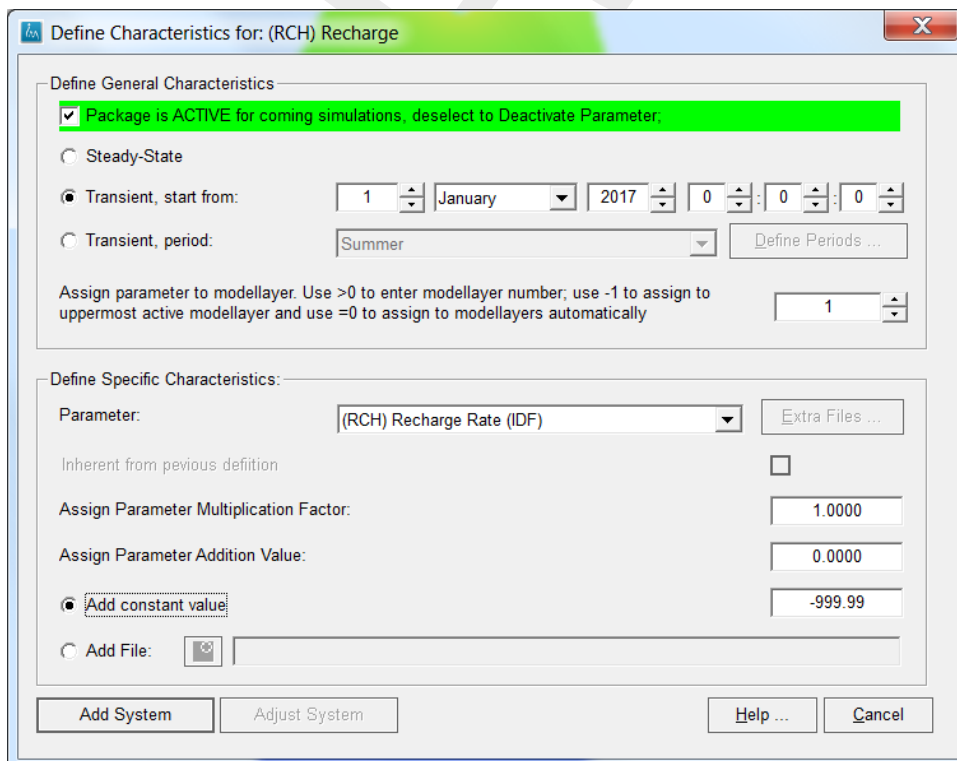 Define Characteristics for: (RCH) Recharge
Define General Characteristics
Package is ACTIVE for coming simulations, deselect to Deactivate Parameter;
Steady-State
Transient, start from: 1 January 2017 0 : 0 : 0
Transient, period: Summer Define Periods ...
Assign parameter to modellayer. Use >0 to enter modellayer number; use -1 to assign to
uppermost active modellayer and use =0 to assign to modellayers automatically 1
Define Specific Characteristics:
Parameter: (RCH) Recharge Rate (IDF) Extra Files ...
Inherent from pevious defiition
Assign Parameter Multiplication Factor: 1.0000
Assign Parameter Addition Value: 0.0000
Add constant value -999.99
Add File:
Add System Adjust System Help ... Cancel